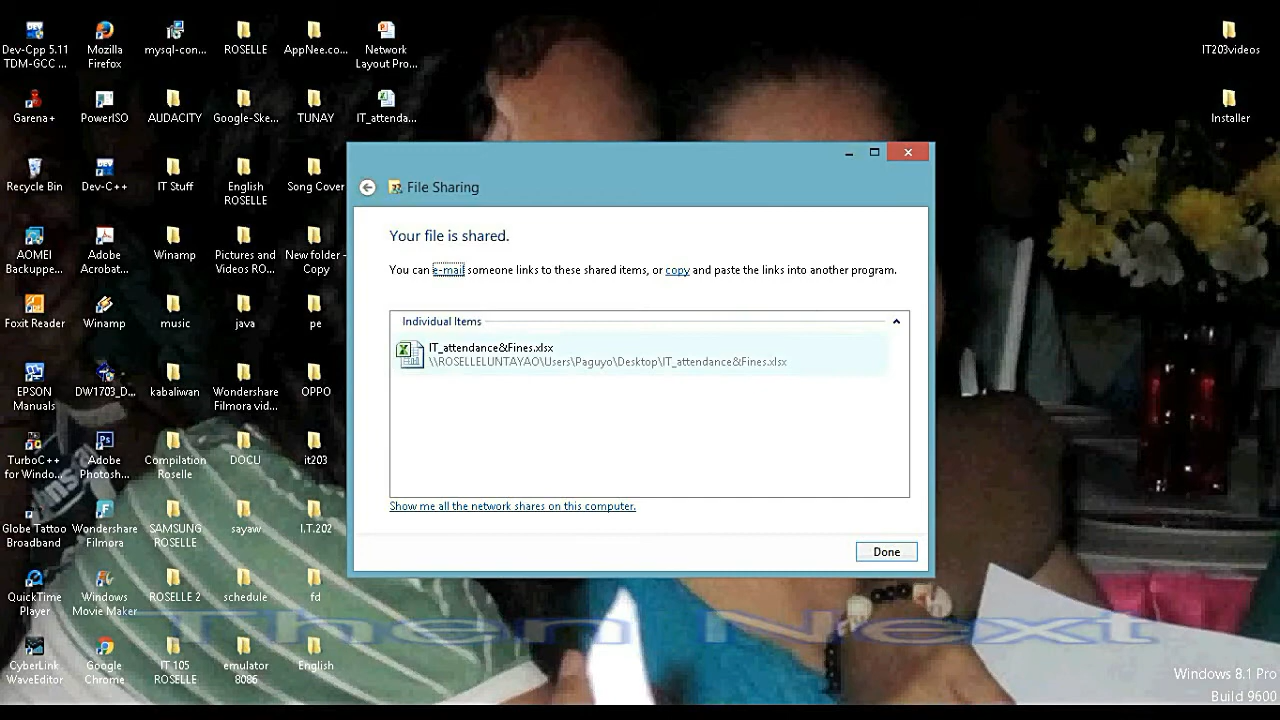 Dev-Cpp 5.11
TDM-GCC ...
Mozilla
Firefox
mysql-con...
ROSELLE
AppNee.co...
Network
Layout Pro...
IT203videos
Garena+
PowerISO
AUDACITY
Google-Ske...
TUNAY
IT_attenda...
Installer
Recycle Bin
Dev-C++
IT Stuff
English
ROSELLE
Song Cover
AOMEI
Backuppe...
Adobe
Acrobat...
Winamp
Pictures and
Videos RO...
New folder -
Copy
Foxit Reader
Winamp
music
java
pe
EPSON
Manuals
DW1703_D...
kabaliwan
Wondershare
Filmora vid...
OPPO
TurboC++
for Windo...
Adobe
Photosh...
Compilation
Roselle
DOCU
it203
Globe Tattoo
Broadband
Wondershare
Filmora
SAMSUNG
ROSELLE
sayaw
I.T.202
QuickTime
Player
Windows
Movie Maker
ROSELLE 2
schedule
fd
CyberLink
WaveEditor
Google
Chrome
IT 105
ROSELLE
emulator
8086
English
File Sharing
Your file is shared.
You can e-mail someone links to these shared items, or copy and paste the links into another program.
Individual Items
IT_attendance&Fines.xlsx
\\ROSELLELUNTAYAO\Users\Paguyo\Desktop\IT_attendance&Fines.xlsx
Show me all the network shares on this computer.
Done
Then Next
Windows 8.1 Pro
Build 9600